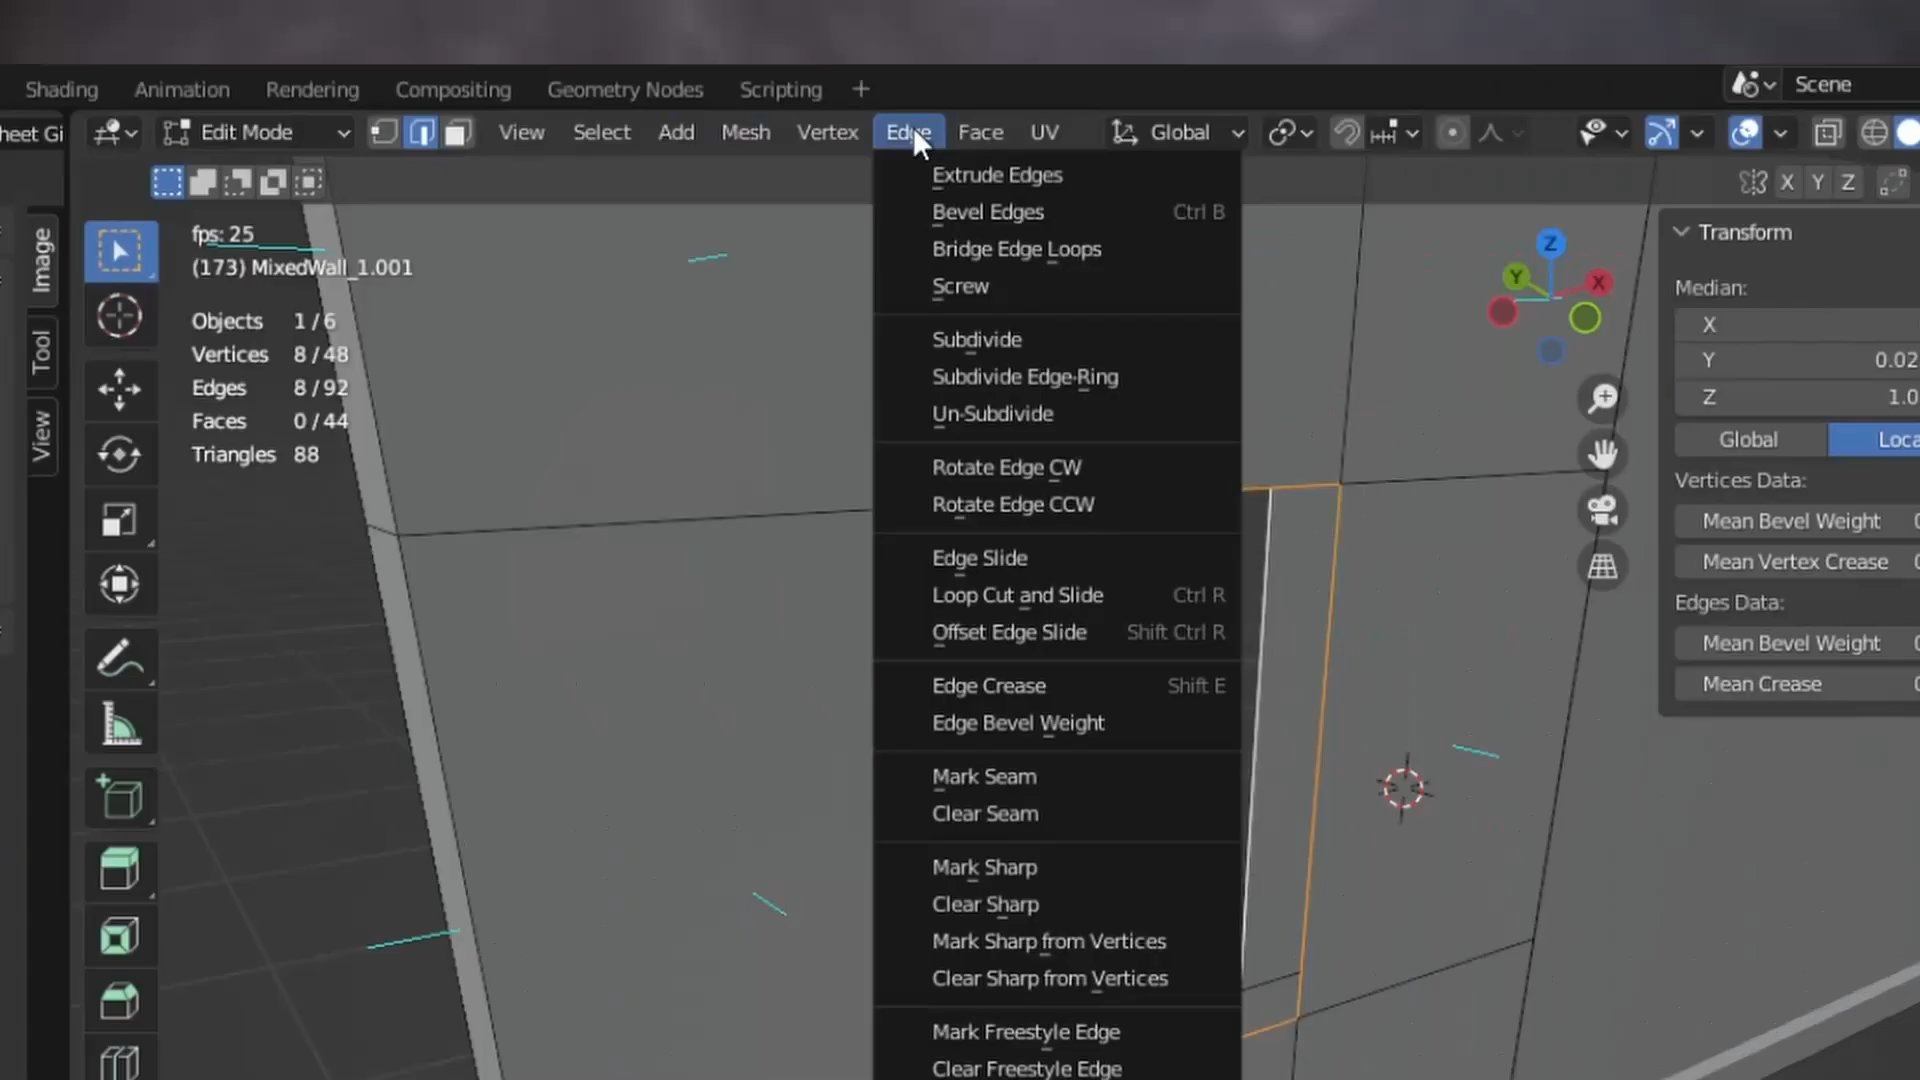 Shading Animation Rendering Compositing Geometry Nodes Scripting + Scene
heet Gi Edit Mode View Select Add Mesh Vertex Edge Face UV Global
X Y Z
Image
Tool
View
fps: 25
(173) MixedWall_1.001
Objects 1 / 6
Vertices 8 / 48
Edges 8 / 92
Faces 0 / 44
Triangles 88
Extrude Edges
Bevel Edges Ctrl B
Bridge Edge Loops
Screw
Subdivide
Subdivide Edge-Ring
Un-Subdivide
Rotate Edge CW
Rotate Edge CCW
Edge Slide
Loop Cut and Slide Ctrl R
Offset Edge Slide Shift Ctrl R
Edge Crease Shift E
Edge Bevel Weight
Mark Seam
Clear Seam
Mark Sharp
Clear Sharp
Mark Sharp from Vertices
Clear Sharp from Vertices
Mark Freestyle Edge
Clear Freestyle Edge
Z
Y X
Transform
Median:
X
Y 0.02
Z 1.0
Global Loca
Vertices Data:
Mean Bevel Weight
Mean Vertex Crease
Edges Data:
Mean Bevel Weight
Mean Crease